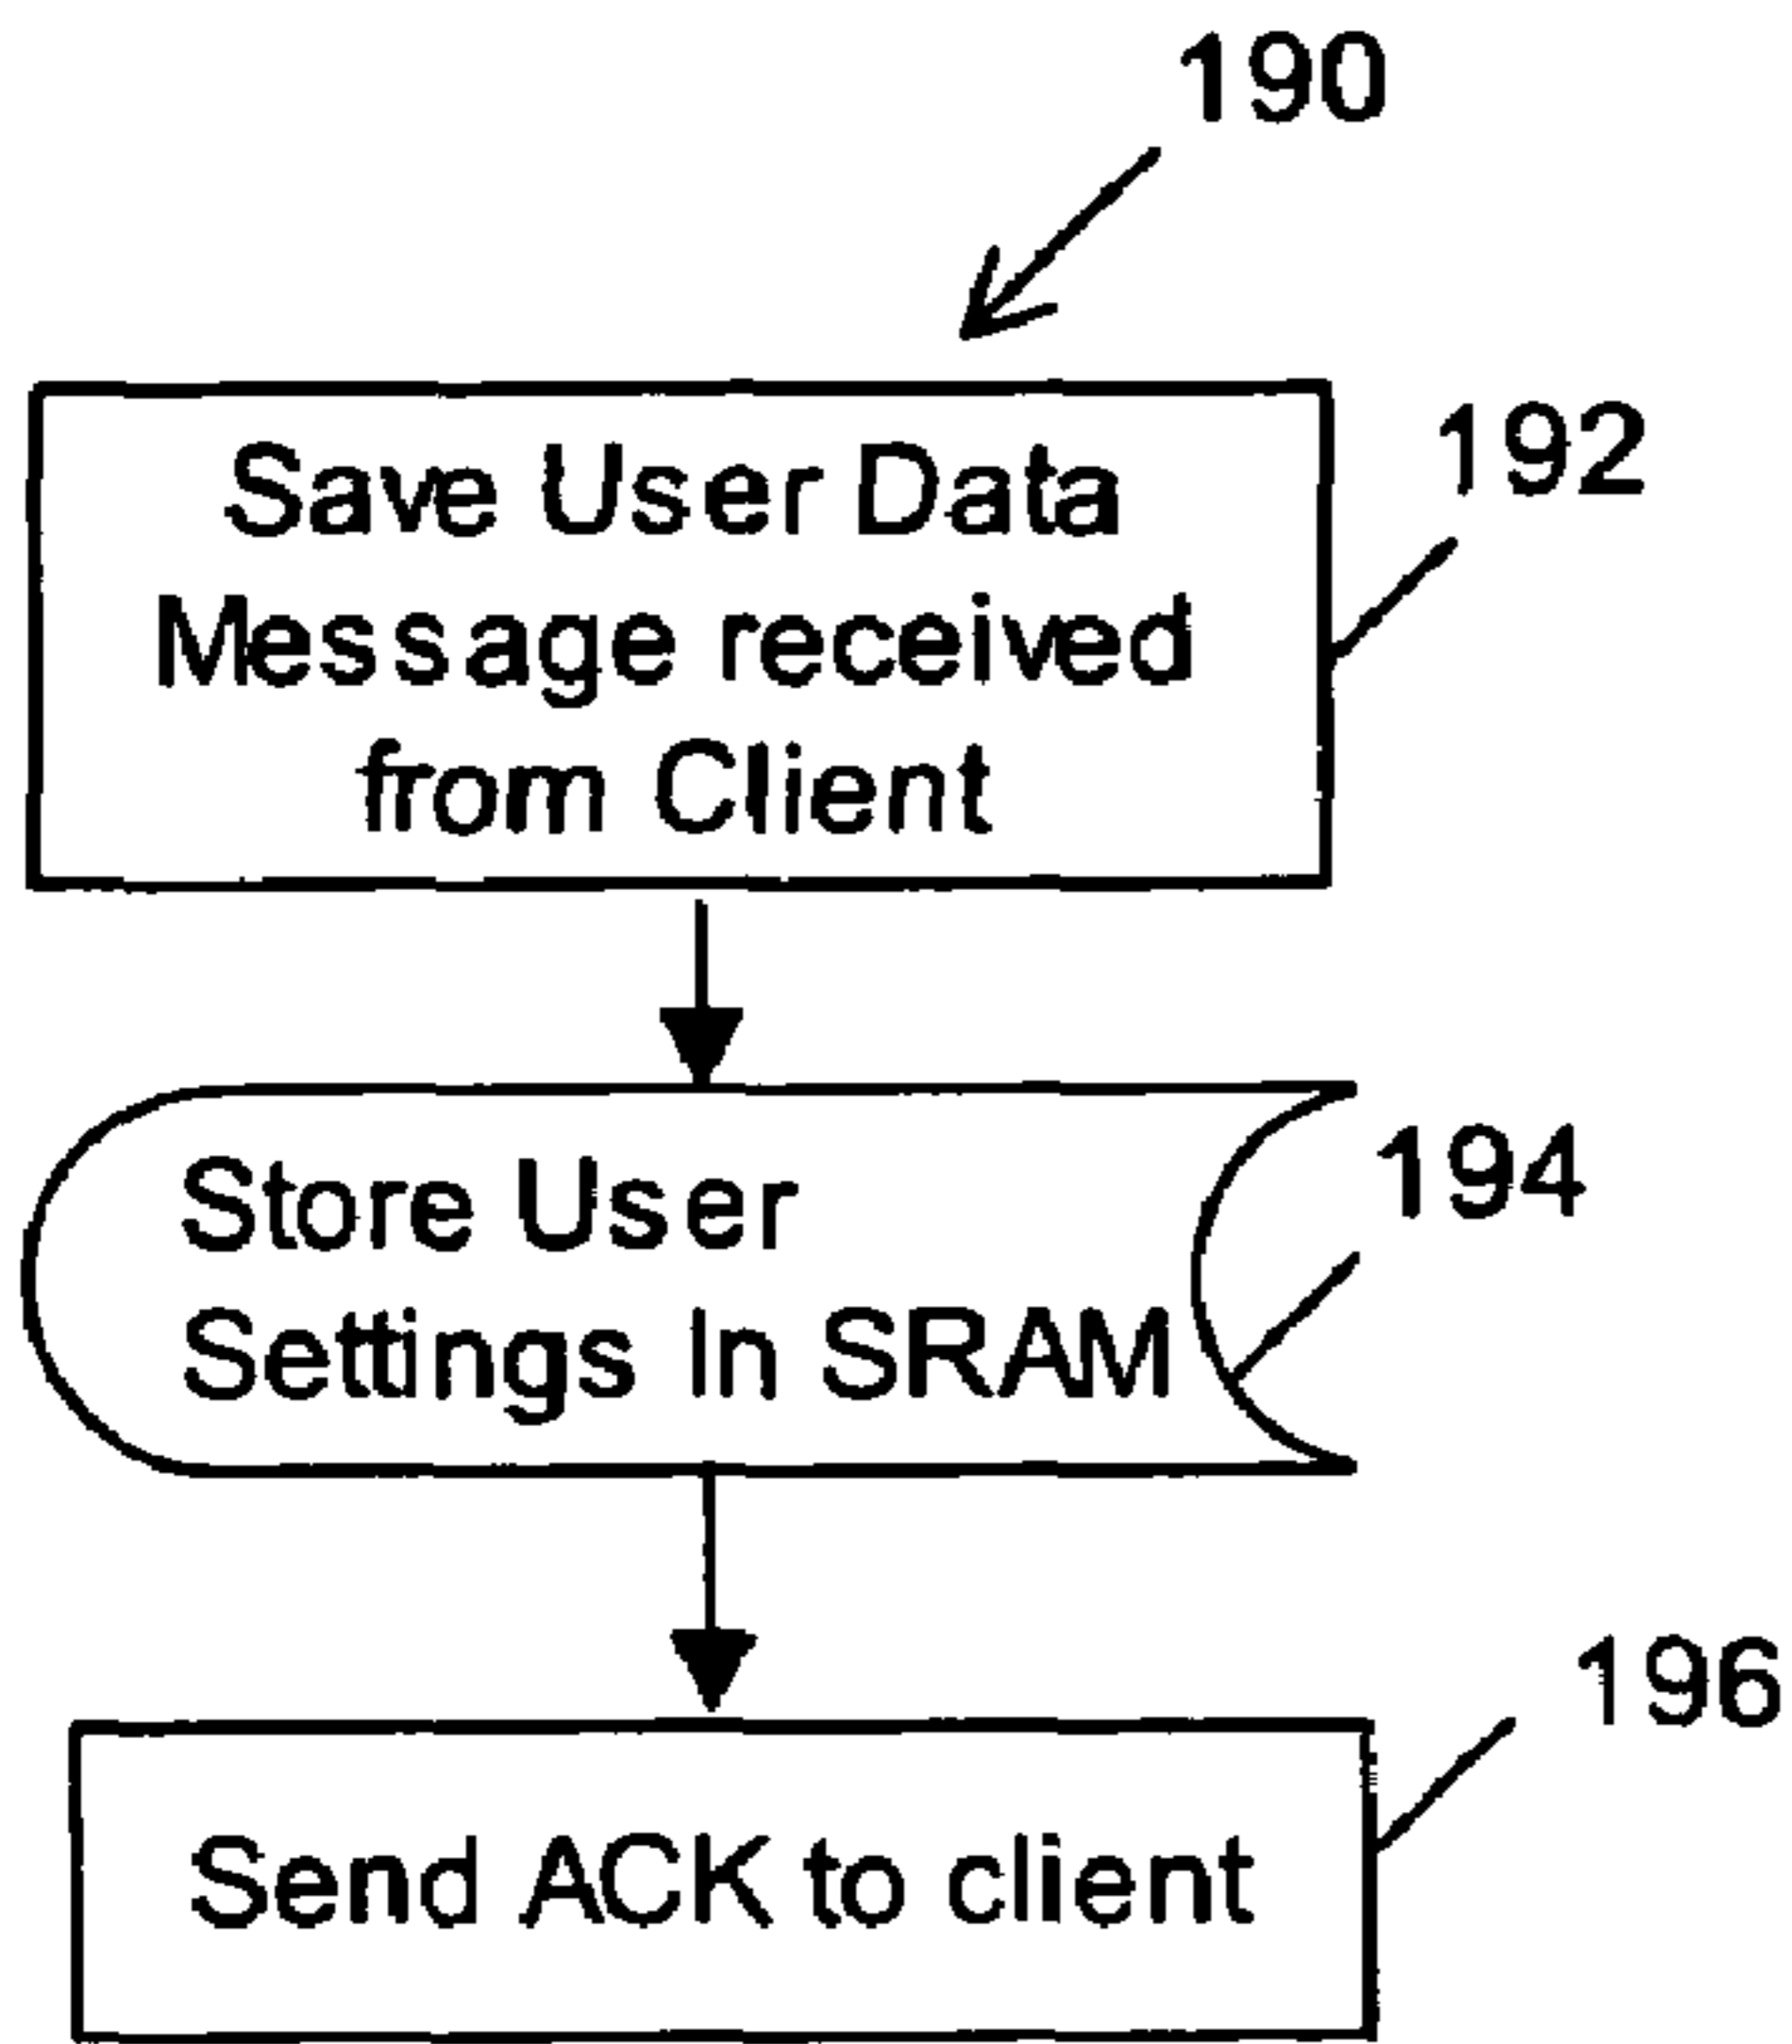 190
192
Save User Data
Message received
from Client
194
Store User
Settings In SRAM
196
Send ACK to client